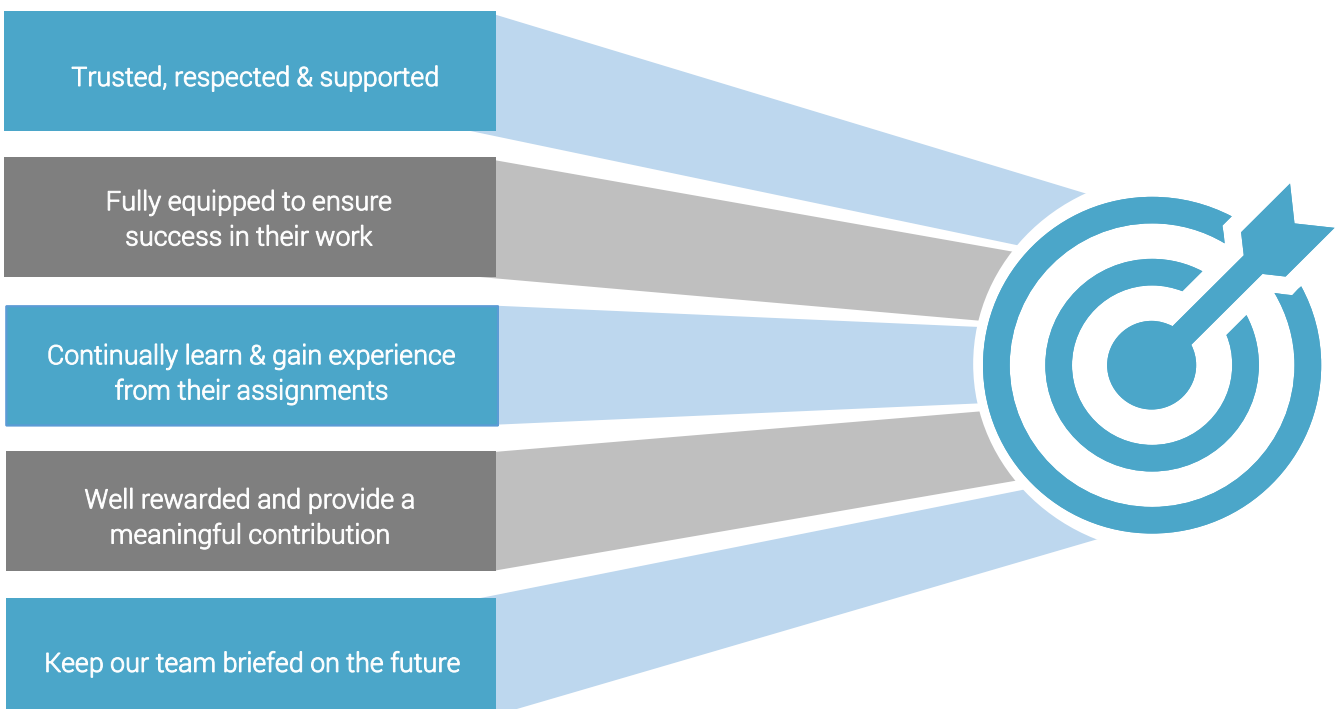 Trusted, respected & supported
Fully equipped to ensure
success in their work
Continually learn & gain experience
from their assignments
Well rewarded and provide a
meaningful contribution
Keep our team briefed on the future